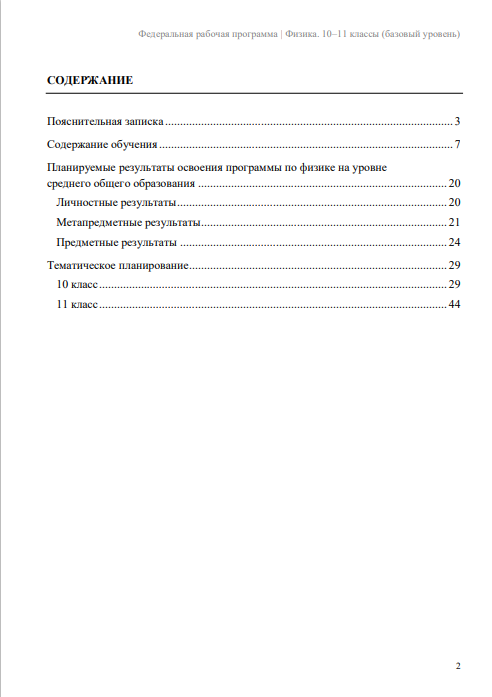 Федеральная рабочая программа | Физика. 10–11 классы (базовый уровень)
СОДЕРЖАНИЕ
Пояснительная записка ........ 3
Содержание обучения ........ 7
Планируемые результаты освоения программы по физике на уровне
среднего общего образования ........ 20
Личностные результаты ........ 20
Метапредметные результаты ........ 21
Предметные результаты ........ 24
Тематическое планирование ........ 29
10 класс ........ 29
11 класс ........ 44
2